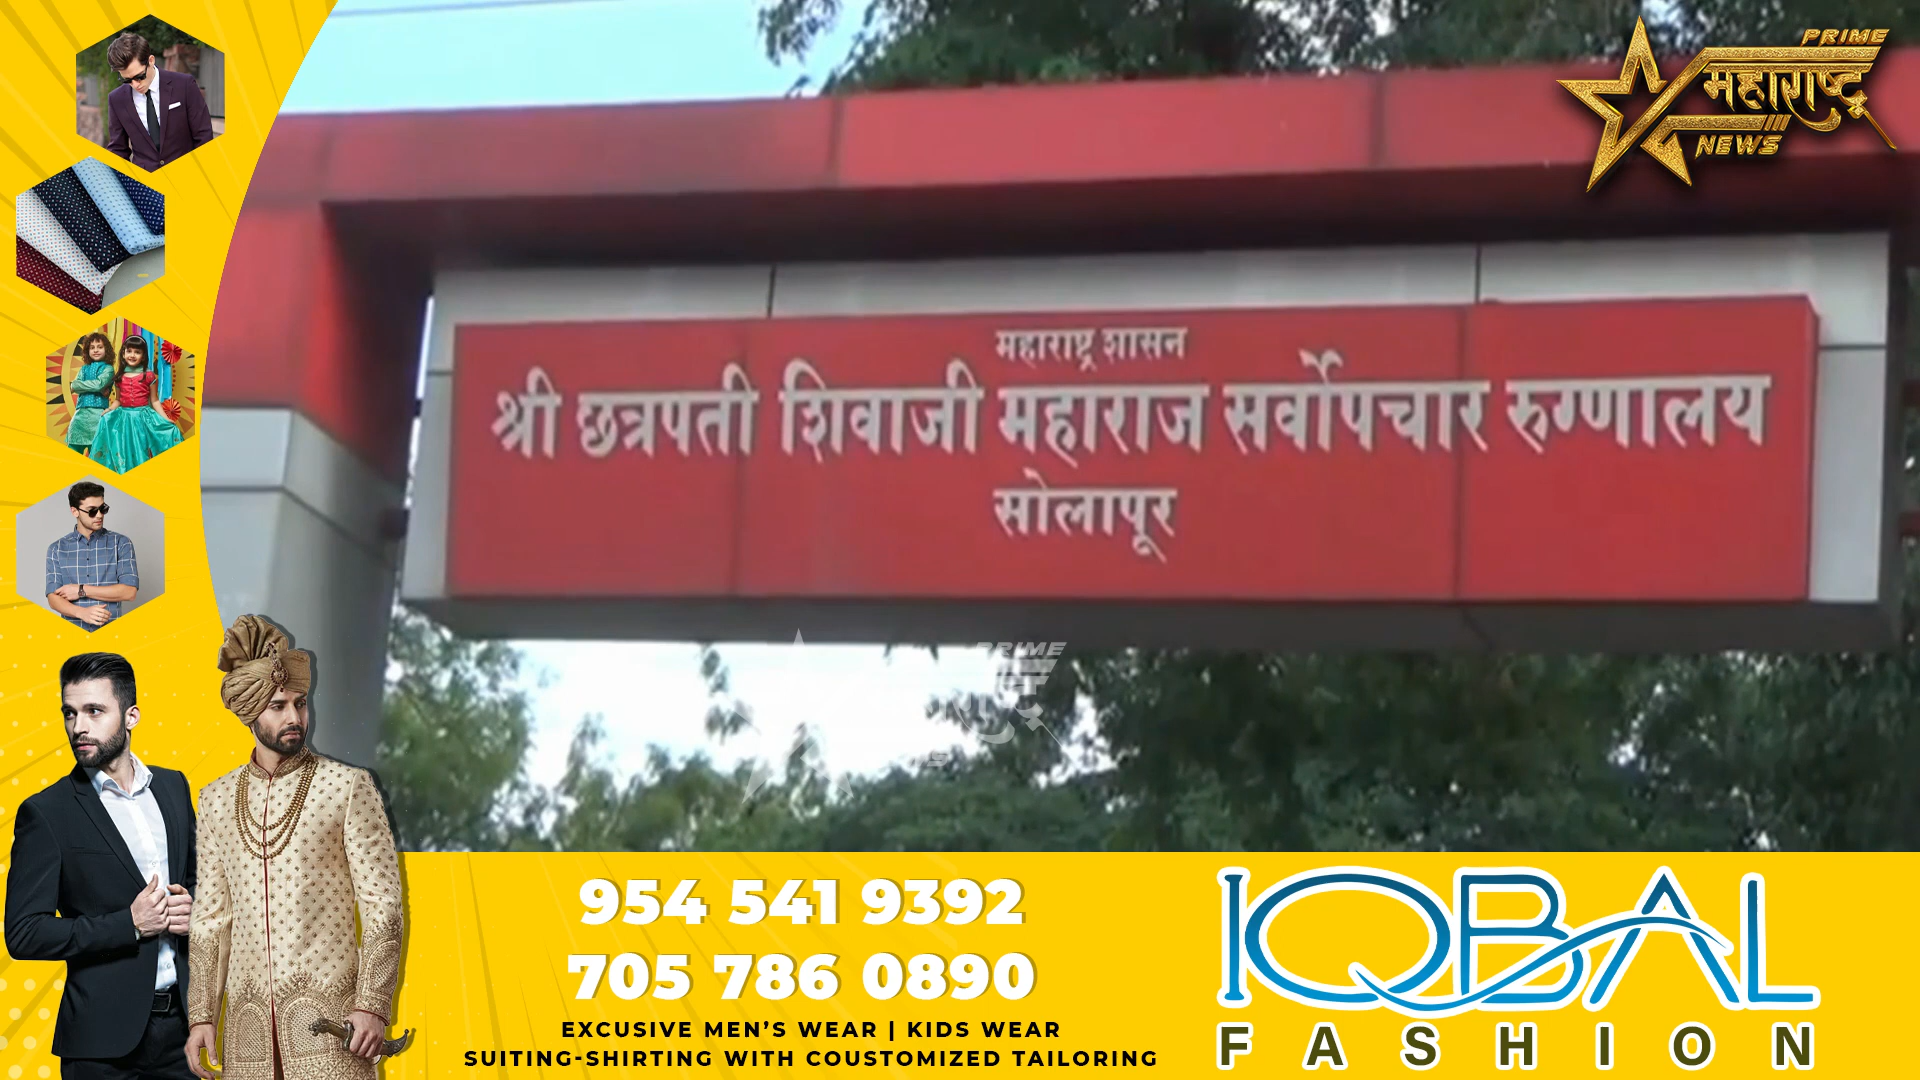 PRIME
महाराष्ट्र
NEWS
महाराष्ट्र शासन
श्री छत्रपती शिवाजी महाराज सर्वोपचार रुग्णालय
सोलापूर
PRIME
954 541 9392
705 786 0890
EXCUSIVE MEN'S WEAR | KIDS WEAR
SUITING-SHIRTING WITH COUSTOMIZED TAILORING
IQBAL
FASHION